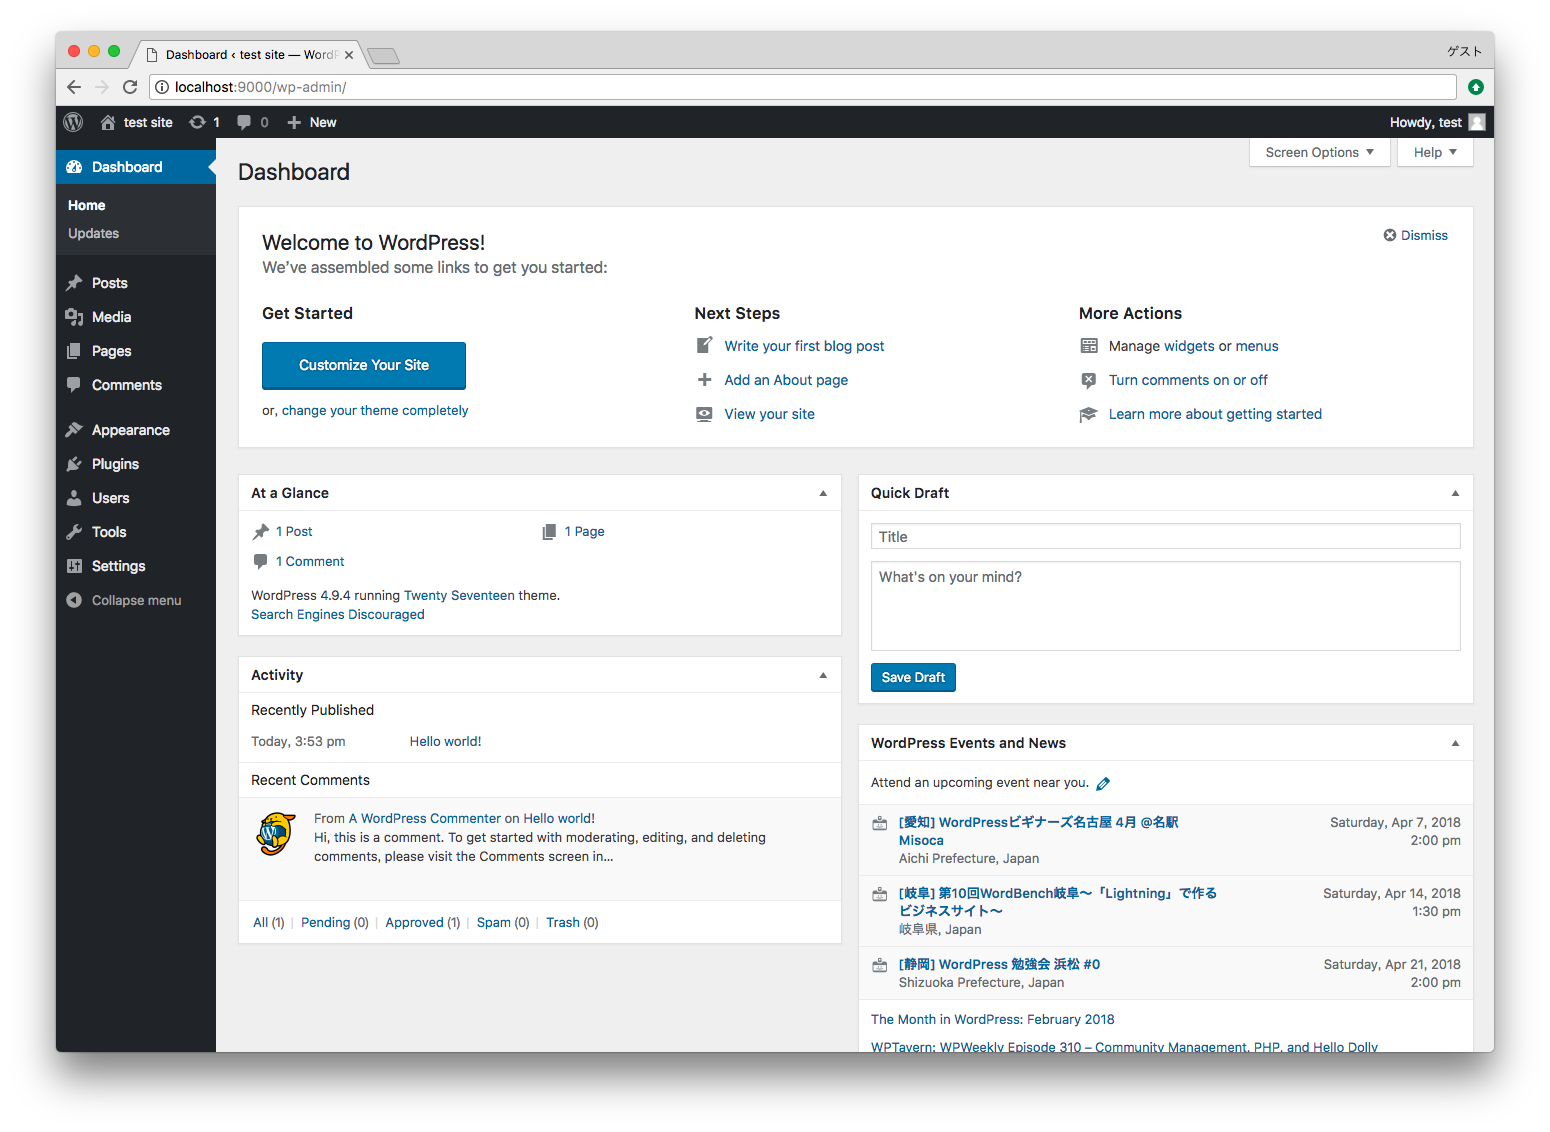 Dashboard ‹ test site — WordP
ゲスト
localhost:9000/wp-admin/
test site
1
0
New
Howdy, test
Dashboard
Home
Updates
Posts
Media
Pages
Comments
Appearance
Plugins
Users
Tools
Settings
Collapse menu
Screen Options
Help
Dashboard
Welcome to WordPress!
Dismiss
We've assembled some links to get you started:
Get Started
Customize Your Site
or, change your theme completely
Next Steps
Write your first blog post
Add an About page
View your site
More Actions
Manage widgets or menus
Turn comments on or off
Learn more about getting started
At a Glance
1 Post
1 Page
1 Comment
WordPress 4.9.4 running Twenty Seventeen theme.
Search Engines Discouraged
Activity
Recently Published
Today, 3:53 pm Hello world!
Recent Comments
From A WordPress Commenter on Hello world!
Hi, this is a comment. To get started with moderating, editing, and deleting
comments, please visit the Comments screen in…
All (1) | Pending (0) | Approved (1) | Spam (0) | Trash (0)
Quick Draft
Title
What's on your mind?
Save Draft
WordPress Events and News
Attend an upcoming event near you.
[愛知] WordPressビギナーズ名古屋 4月 @名駅
Misoca
Aichi Prefecture, Japan
Saturday, Apr 7, 2018
2:00 pm
[岐阜] 第10回WordBench岐阜〜「Lightning」で作る
ビジネスサイト〜
岐阜県, Japan
Saturday, Apr 14, 2018
1:30 pm
[静岡] WordPress 勉強会 浜松 #0
Shizuoka Prefecture, Japan
Saturday, Apr 21, 2018
2:00 pm
The Month in WordPress: February 2018
WPTavern: WPWeekly Episode 310 – Community Management, PHP, and Hello Dolly